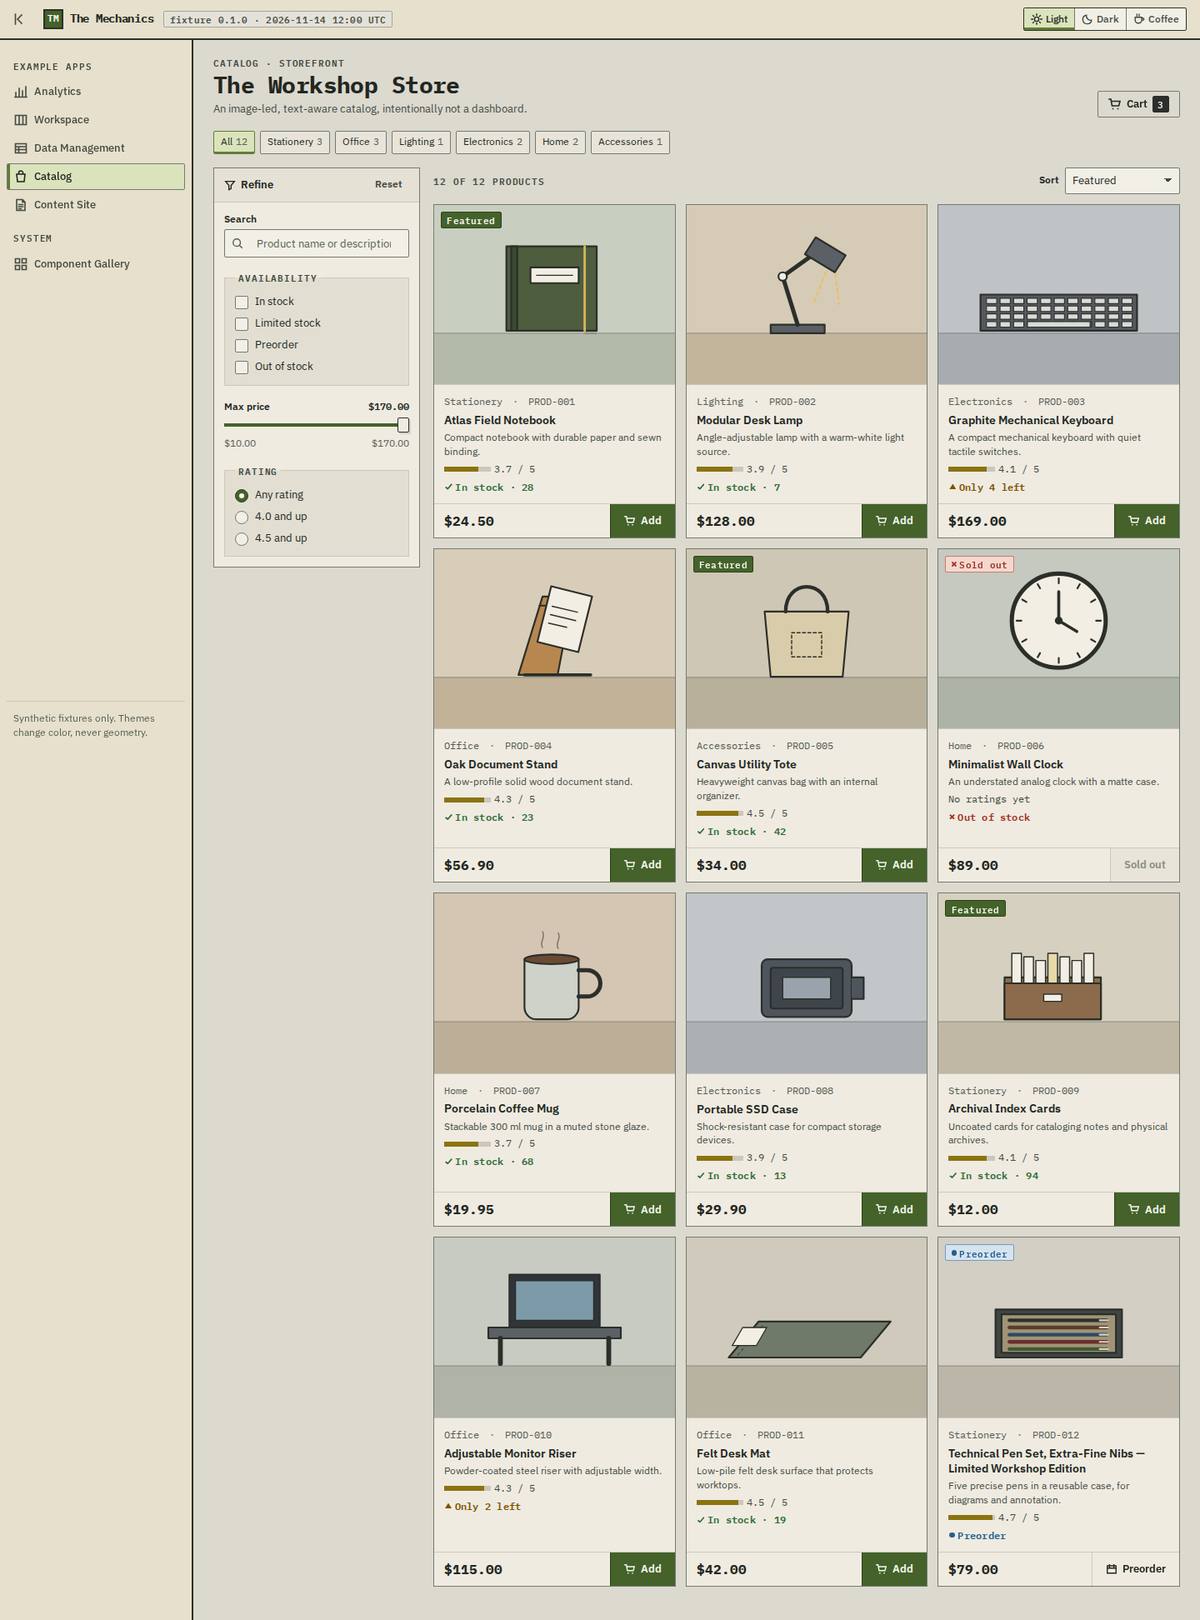 TM The Mechanics fixture 0.1.0 · 2026-11-14 12:00 UTC Light Dark Coffee
EXAMPLE APPS
Analytics
Workspace
Data Management
Catalog
Content Site
SYSTEM
Component Gallery
Synthetic fixtures only. Themes
change color, never geometry.
CATALOG · STOREFRONT
The Workshop Store
An image-led, text-aware catalog, intentionally not a dashboard.
Cart 3
All 12 Stationery 3 Office 3 Lighting 1 Electronics 2 Home 2 Accessories 1
Refine Reset
Search
Product name or description
AVAILABILITY
In stock
Limited stock
Preorder
Out of stock
Max price $170.00
$10.00 $170.00
RATING
Any rating
4.0 and up
4.5 and up
12 OF 12 PRODUCTS
Sort Featured
Featured
Stationery · PROD-001
Atlas Field Notebook
Compact notebook with durable paper and sewn
binding.
3.7 / 5
In stock · 28
$24.50 Add
Lighting · PROD-002
Modular Desk Lamp
Angle-adjustable lamp with a warm-white light
source.
3.9 / 5
In stock · 7
$128.00 Add
Electronics · PROD-003
Graphite Mechanical Keyboard
A compact mechanical keyboard with quiet
tactile switches.
4.1 / 5
Only 4 left
$169.00 Add
Office · PROD-004
Oak Document Stand
A low-profile solid wood document stand.
4.3 / 5
In stock · 23
$56.90 Add
Featured
Accessories · PROD-005
Canvas Utility Tote
Heavyweight canvas bag with an internal
organizer.
4.5 / 5
In stock · 42
$34.00 Add
Sold out
Home · PROD-006
Minimalist Wall Clock
An understated analog clock with a matte case.
No ratings yet
Out of stock
$89.00 Sold out
Home · PROD-007
Porcelain Coffee Mug
Stackable 300 ml mug in a muted stone glaze.
3.7 / 5
In stock · 68
$19.95 Add
Electronics · PROD-008
Portable SSD Case
Shock-resistant case for compact storage
devices.
3.9 / 5
In stock · 13
$29.90 Add
Featured
Stationery · PROD-009
Archival Index Cards
Uncoated cards for cataloging notes and physical
archives.
4.1 / 5
In stock · 94
$12.00 Add
Office · PROD-010
Adjustable Monitor Riser
Powder-coated steel riser with adjustable width.
4.3 / 5
Only 2 left
$115.00 Add
Office · PROD-011
Felt Desk Mat
Low-pile felt desk surface that protects
worktops.
4.5 / 5
In stock · 19
$42.00 Add
Preorder
Stationery · PROD-012
Technical Pen Set, Extra-Fine Nibs —
Limited Workshop Edition
Five precise pens in a reusable case, for
diagrams and annotation.
4.7 / 5
Preorder
$79.00 Preorder